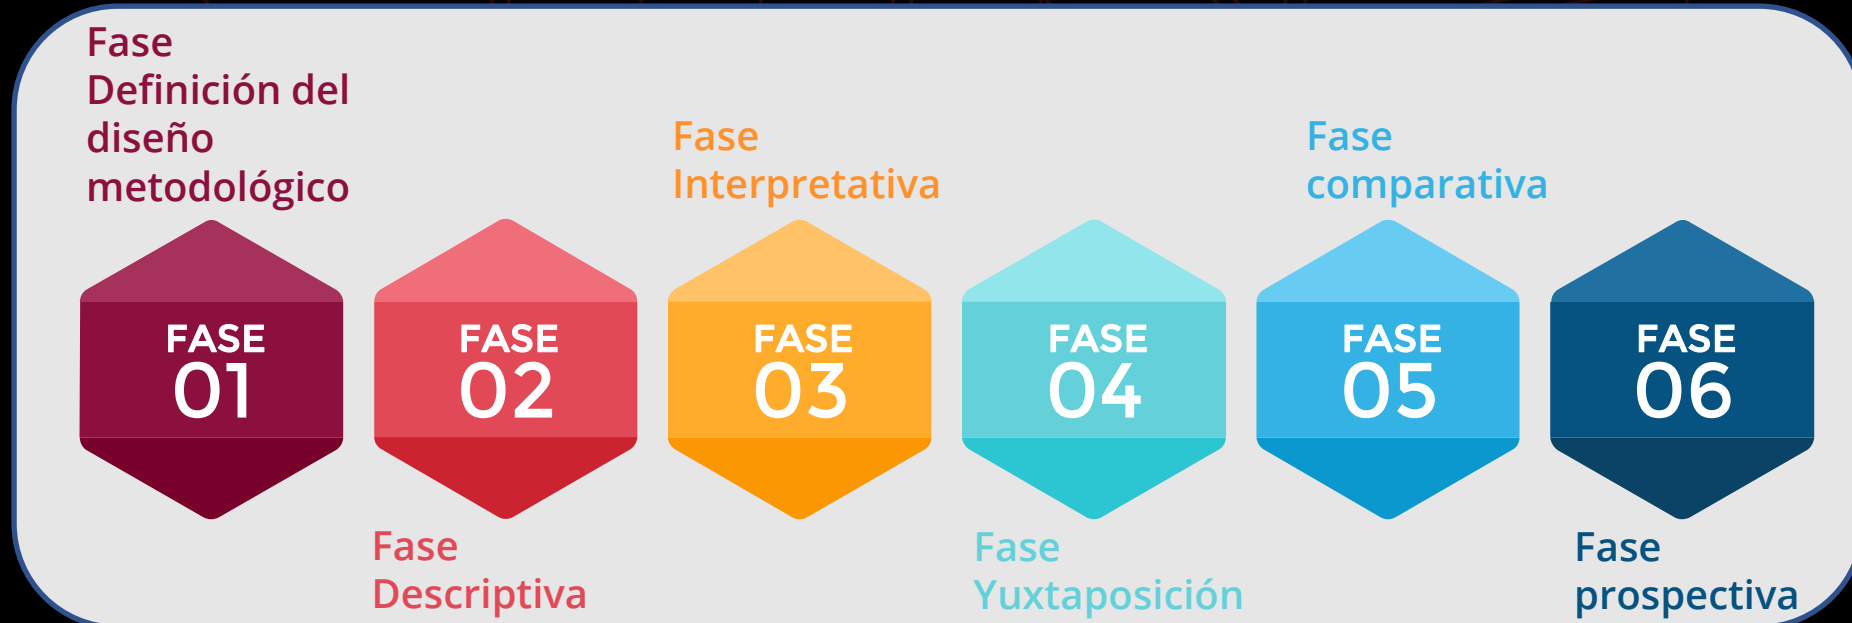 Fase
Definición del
diseño
metodológico
FASE
01
Fase
Descriptiva
FASE
02
Fase
Interpretativa
FASE
03
Fase
Yuxtaposición
FASE
04
Fase
comparativa
FASE
05
Fase
prospectiva
FASE
06